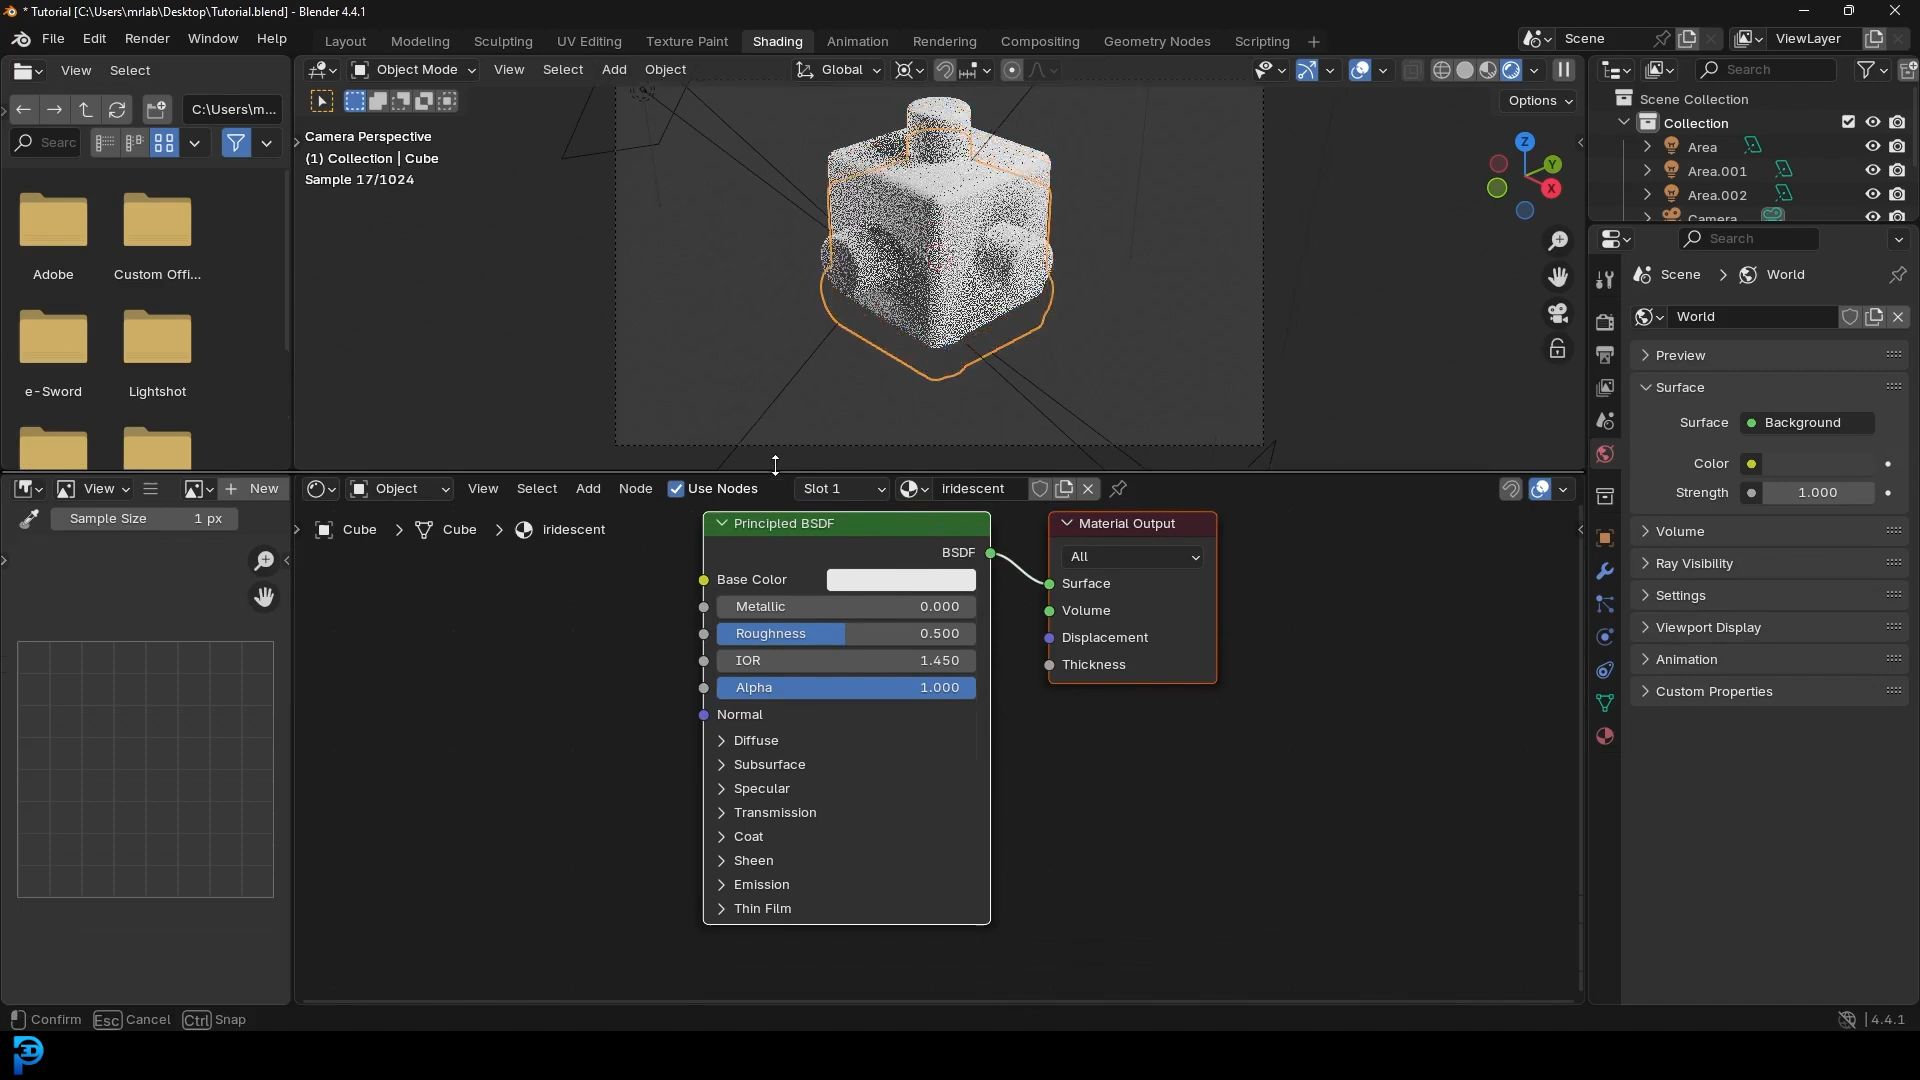 * Tutorial [C:\Users\mrlab\Desktop\Tutorial.blend] - Blender 4.4.1
File Edit Render Window Help
Layout Modeling Sculpting UV Editing Texture Paint Shading Animation Rendering Compositing Geometry Nodes Scripting +
Scene
ViewLayer
View Select
C:\Users\m...
Searc
Adobe
Custom Offi...
e-Sword
Lightshot
Object Mode View Select Add Object
Global
Options
Camera Perspective
(1) Collection | Cube
Sample 17/1024
Z
Y
X
Search
Scene Collection
Collection
Area
Area.001
Area.002
Camera
Search
Scene > World
World
Preview
Surface
Surface Background
Color
Strength 1.000
Volume
Ray Visibility
Settings
Viewport Display
Animation
Custom Properties
View
+ New
Sample Size 1 px
Object View Select Add Node Use Nodes Slot 1 iridescent
Cube > Cube > iridescent
Principled BSDF
BSDF
Base Color
Metallic 0.000
Roughness 0.500
IOR 1.450
Alpha 1.000
Normal
Diffuse
Subsurface
Specular
Transmission
Coat
Sheen
Emission
Thin Film
Material Output
All
Surface
Volume
Displacement
Thickness
Confirm Esc Cancel Ctrl Snap
4.4.1